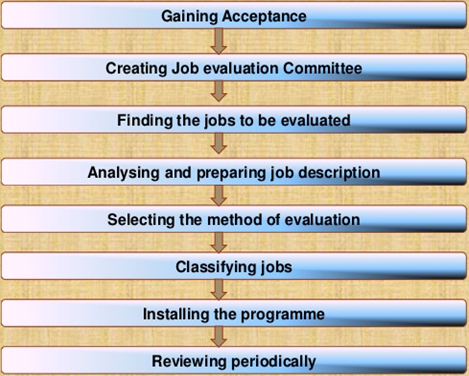 Gaining Acceptance
Creating Job evaluation Committee
Finding the jobs to be evaluated
Analysing and preparing job description
Selecting the method of evaluation
Classifying jobs
Installing the programme
Reviewing periodically